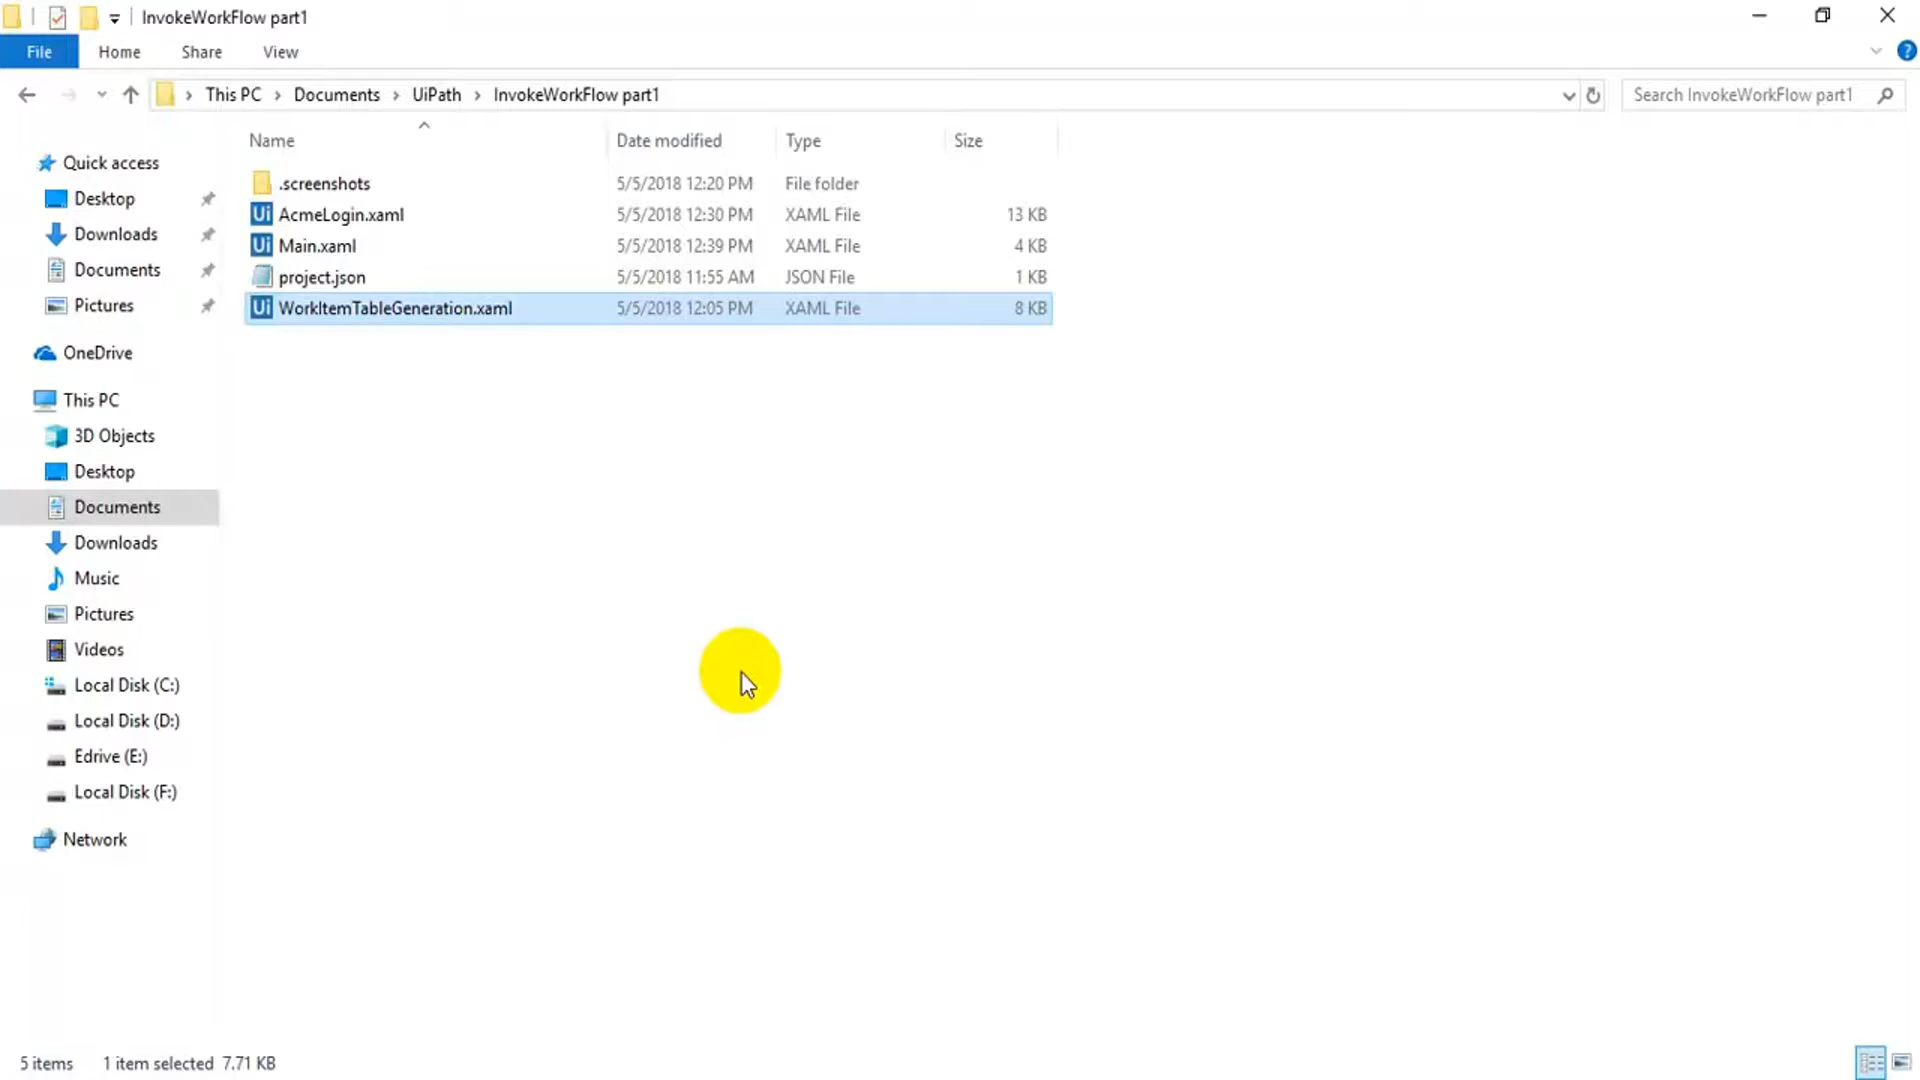 InvokeWorkFlow part1
File Home Share View
This PC Documents UiPath InvokeWorkFlow part1 Search InvokeWorkFlow part1
Name Date modified Type Size
.screenshots 5/5/2018 12:20 PM File folder
Ui AcmeLogin.xaml 5/5/2018 12:30 PM XAML File 13 KB
Ui Main.xaml 5/5/2018 12:39 PM XAML File 4 KB
project.json 5/5/2018 11:55 AM JSON File 1 KB
Ui WorkItemTableGeneration.xaml 5/5/2018 12:05 PM XAML File 8 KB
Quick access
Desktop
Downloads
Documents
Pictures
OneDrive
This PC
3D Objects
Desktop
Documents
Downloads
Music
Pictures
Videos
Local Disk (C:)
Local Disk (D:)
Edrive (E:)
Local Disk (F:)
Network
5 items 1 item selected 7.71 KB